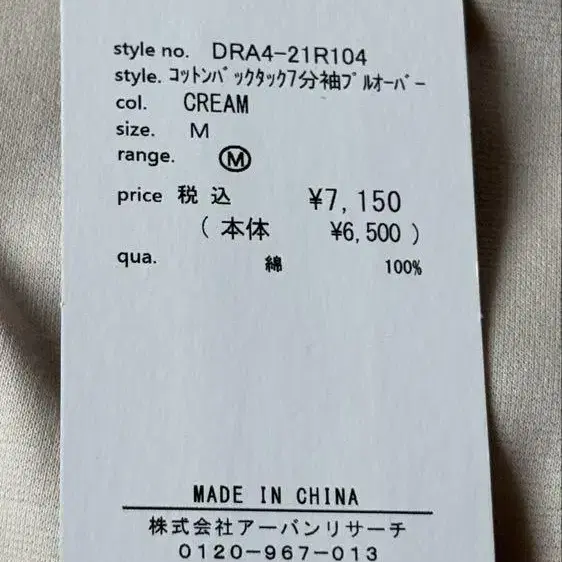 style no. DRA4-21R104
style. ｺｯﾄﾝﾊﾞｯｸﾀｯｸ7分袖ﾌﾟﾙｵｰﾊﾞｰ
col. CREAM
size. M
range. Ⓜ
price 税 込 ¥7,150
( 本体 ¥6,500 )
qua. 綿 100%
MADE IN CHINA
株式会社アーバンリサーチ
0120-967-013